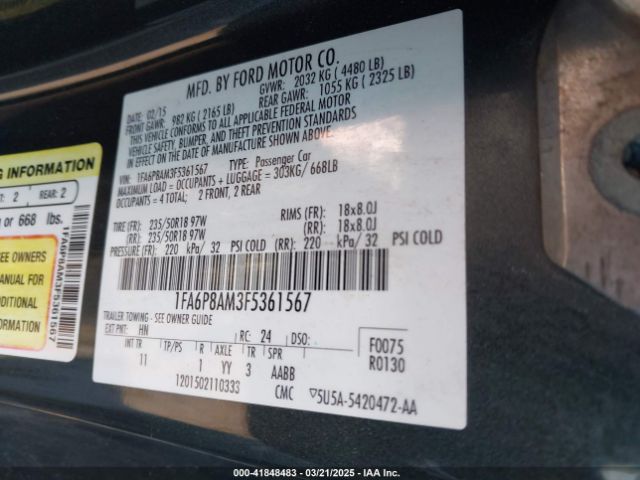 MFD. BY FORD MOTOR CO.
DATE: 02/15 GVWR: 2032 KG ( 4480 LB)
FRONT GAWR: 982 KG ( 2165 LB) REAR GAWR: 1055 KG ( 2325 LB)
THIS VEHICLE CONFORMS TO ALL APPLICABLE FEDERAL MOTOR
VEHICLE SAFETY, BUMPER, AND THEFT PREVENTION STANDARDS
IN EFFECT ON THE DATE OF MANUFACTURE SHOWN ABOVE.
VIN: 1FA6P8AM3F5361567 TYPE: Passenger Car
MAXIMUM LOAD = OCCUPANTS + LUGGAGE = 303KG/ 668LB
OCCUPANTS = 4 TOTAL; 2 FRONT, 2 REAR
TIRE (FR): 235/50R18 97W RIMS (FR): 18x8.0J
(RR): 235/50R18 97W (RR): 18x8.0J
PRESSURE (FR): 220 kPa/ 32 PSI COLD (RR): 220 kPa/ 32 PSI COLD
1FA6P8AM3F5361567
TRAILER TOWING - SEE OWNER GUIDE
EXT PNT: HN RC: 24 DSO: F0075
R0130
INT TR TP/PS R AXLE TR SPR
11 1 YY 3 AABB
1201502110333 CMC ▽5U5A-5420472-AA
G INFORMATION
: 2 REAR: 2
or 668 lbs.
SEE OWNERS
MANUAL FOR
ADDITIONAL
INFORMATION
1FA6P8AM3F5361567
000-41848483 - 03/21/2025 - IAA Inc.